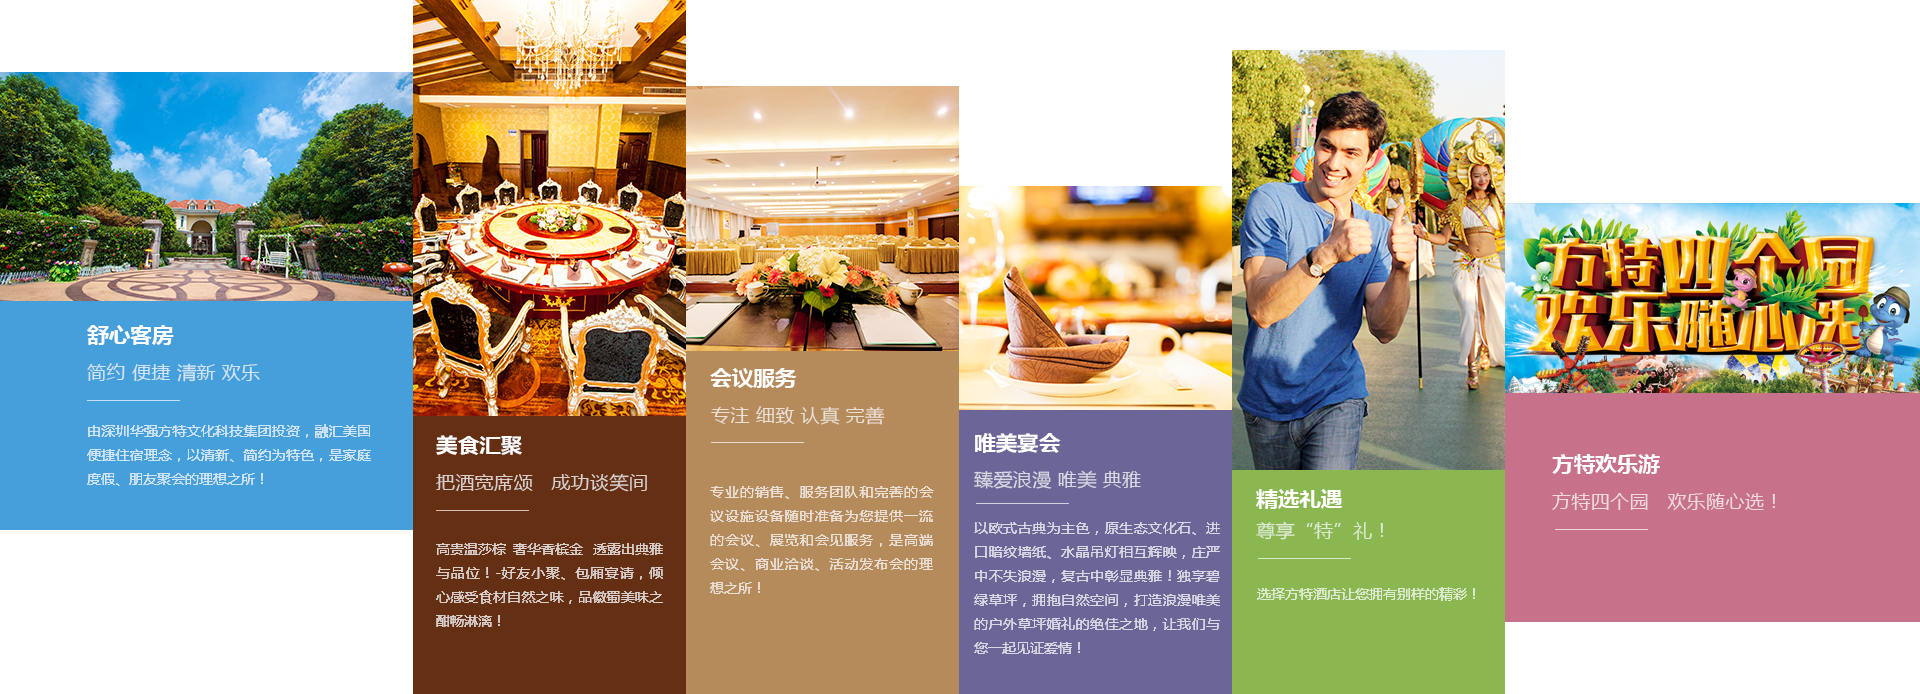 舒心客房
简约 便捷 清新 欢乐
由深圳华强方特文化科技集团投资，融汇美国
便捷住宿理念，以清新、简约为特色，是家庭
度假、朋友聚会的理想之所！
美食汇聚
把酒宽席颂　成功谈笑间
高贵温莎棕 奢华香槟金  透露出典雅
与品位！-好友小聚、包厢宴请，倾
心感受食材自然之味，品徽蜀美味之
酣畅淋漓！
会议服务
专注 细致 认真 完善
专业的销售、服务团队和完善的会
议设施设备随时准备为您提供一流
的会议、展览和会见服务，是高端
会议、商业洽谈、活动发布会的理
想之所！
唯美宴会
臻爱浪漫 唯美 典雅
以欧式古典为主色，原生态文化石、进
口暗纹墙纸、水晶吊灯相互辉映，庄严
中不失浪漫，复古中彰显典雅！独享碧
绿草坪，拥抱自然空间，打造浪漫唯美
的户外草坪婚礼的绝佳之地，让我们与
您一起见证爱情！
精选礼遇
尊享“特”礼！
选择方特酒店让您拥有别样的精彩！
方特四个园
欢乐随心选
方特欢乐游
方特四个园　欢乐随心选！